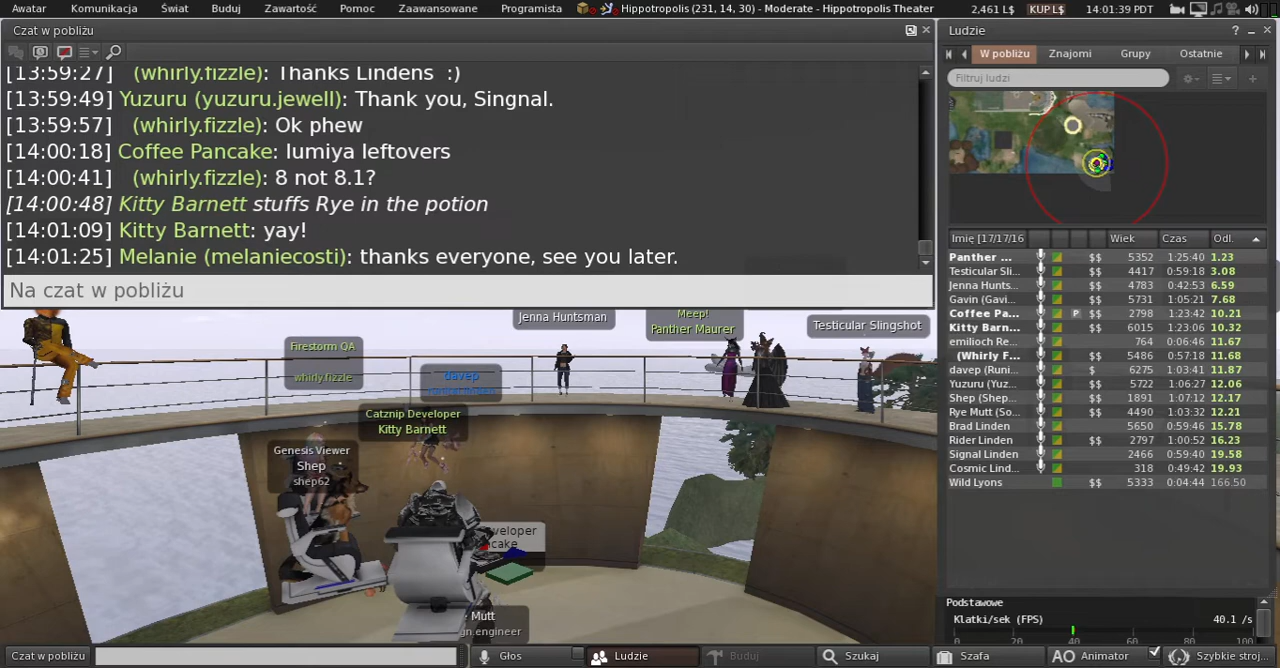 Awatar Komunikacja Świat Buduj Zawartość Pomoc Zaawansowane Programista Hippotropolis (231, 14, 30) - Moderate - Hippotropolis Theater 2,461 L$ KUP L$ 14:01:39 PDT
Czat w pobliżu
[13:59:27] (whirly.fizzle): Thanks Lindens :)
[13:59:49] Yuzuru (yuzuru.jewell): Thank you, Singnal.
[13:59:57] (whirly.fizzle): Ok phew
[14:00:18] Coffee Pancake: lumiya leftovers
[14:00:41] (whirly.fizzle): 8 not 8.1?
[14:00:48] Kitty Barnett stuffs Rye in the potion
[14:01:09] Kitty Barnett: yay!
[14:01:25] Melanie (melaniecosti): thanks everyone, see you later.
Na czat w pobliżu
Jenna Huntsman
Meep!
Panther Maurer
Testicular Slingshot
Firestorm QA
whirly.fizzle
davep
Catznip Developer
Kitty Barnett
Genesis Viewer
Shep
shep62
veloper
cake
Mutt
gn.engineer
Ludzie
W pobliżu Znajomi Grupy Ostatnie
Filtruj ludzi
Imię [17/17/16 Wiek Czas Odl.
Panther ... $$ 5352 1:25:40 1.23
Testicular Sli... $$ 4417 0:59:18 3.08
Jenna Hunts... $$ 4783 0:42:53 6.59
Gavin (Gavi... $$ 5731 1:05:21 7.68
Coffee Pa... P $$ 2798 1:23:42 10.21
Kitty Barn... $$ 6015 1:23:06 10.32
emilioch Re... 764 0:06:46 11.67
(Whirly F... $$ 5486 0:57:18 11.68
davep (Runi... $ 6275 1:03:41 11.87
Yuzuru (Yuz... $$ 5722 1:06:27 12.06
Shep (Shep... $$ 1891 1:07:12 12.17
Rye Mutt (So... $$ 4490 1:03:32 12.21
Brad Linden 5650 0:59:46 15.78
Rider Linden $$ 2797 1:00:52 16.23
Signal Linden 2466 0:59:40 19.58
Cosmic Lind... 318 0:49:42 19.93
Wild Lyons $$ 5333 0:04:44 166.50
Podstawowe
Klatki/sek (FPS) 40.1 /s
0 20 40 60 80 100
Czat w pobliżu Głos Ludzie Buduj Szukaj Szafa AO Animator Szybkie stroj...